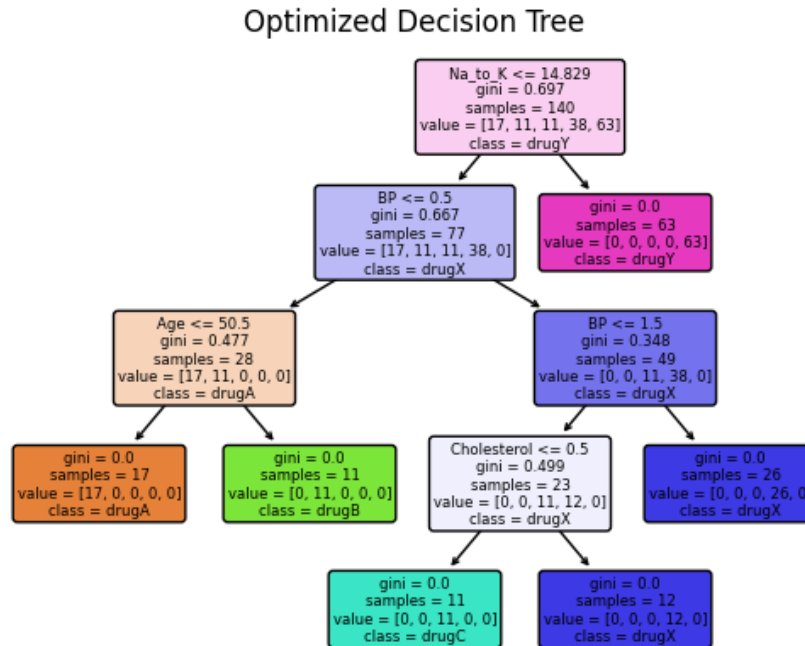 Optimized Decision Tree
Na_to_K <= 14.829
gini = 0.697
samples = 140
value = [17, 11, 11, 38, 63]
class = drugY
BP <= 0.5
gini = 0.667
samples = 77
value = [17, 11, 11, 38, 0]
class = drugX
gini = 0.0
samples = 63
value = [0, 0, 0, 0, 63]
class = drugY
Age <= 50.5
gini = 0.477
samples = 28
value = [17, 11, 0, 0, 0]
class = drugA
BP <= 1.5
gini = 0.348
samples = 49
value = [0, 0, 11, 38, 0]
class = drugX
gini = 0.0
samples = 17
value = [17, 0, 0, 0, 0]
class = drugA
gini = 0.0
samples = 11
value = [0, 11, 0, 0, 0]
class = drugB
Cholesterol <= 0.5
gini = 0.499
samples = 23
value = [0, 0, 11, 12, 0]
class = drugX
gini = 0.0
samples = 26
value = [0, 0, 0, 26, 0
class = drugX
gini = 0.0
samples = 11
value = [0, 0, 11, 0, 0]
class = drugC
gini = 0.0
samples = 12
value = [0, 0, 0, 12, 0]
class = drugX